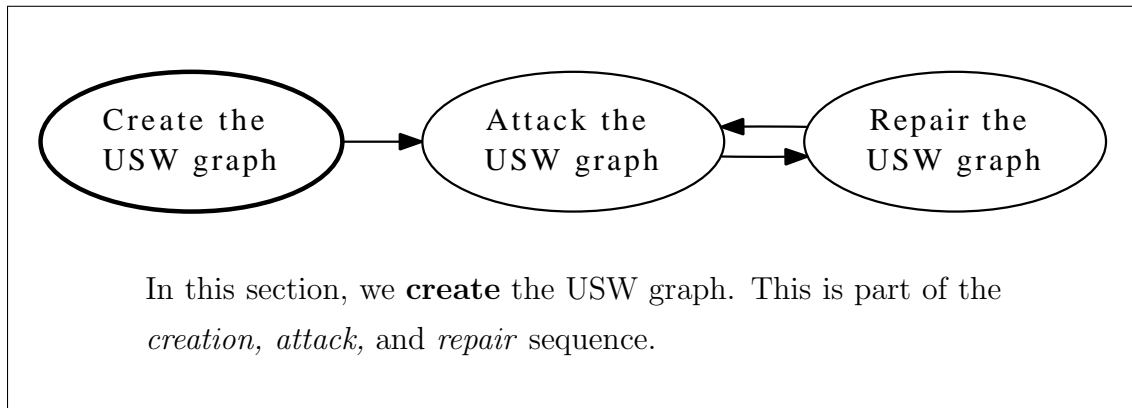 Create the
USW graph
Attack the
USW graph
Repair the
USW graph
In this section, we create the USW graph. This is part of the
creation, attack, and repair sequence.